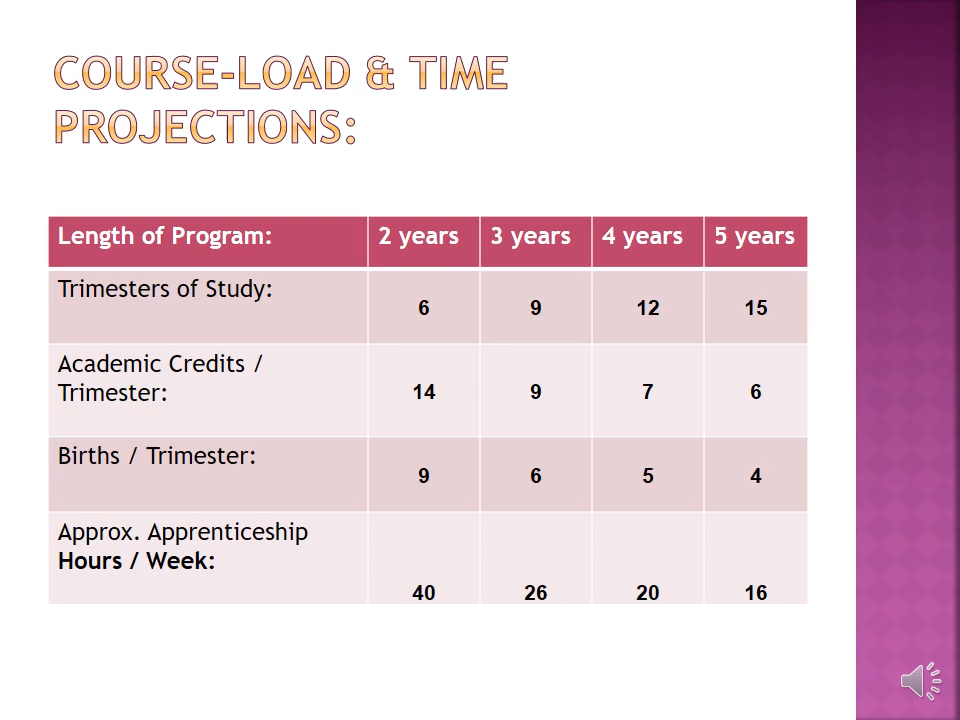 COURSE-LOAD & TIME
PROJECTIONS:
Length of Program: 2 years 3 years 4 years 5 years
Trimesters of Study: 6 9 12 15
Academic Credits /
Trimester: 14 9 7 6
Births / Trimester: 9 6 5 4
Approx. Apprenticeship
Hours / Week:
40 26 20 16